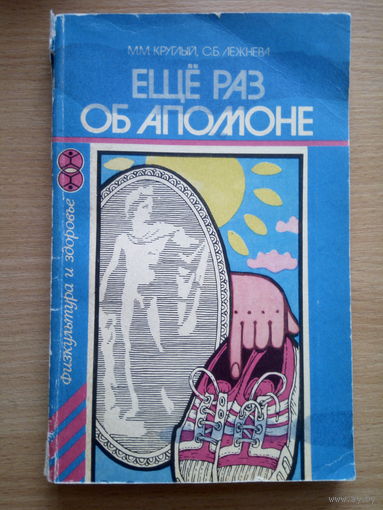 М.М. КРУГЛЫЙ, С.Б. ЛЕЖНЕВА
ЕЩЁ РАЗ
ОБ АПОЛЛОНЕ
Физкультура и здоровье